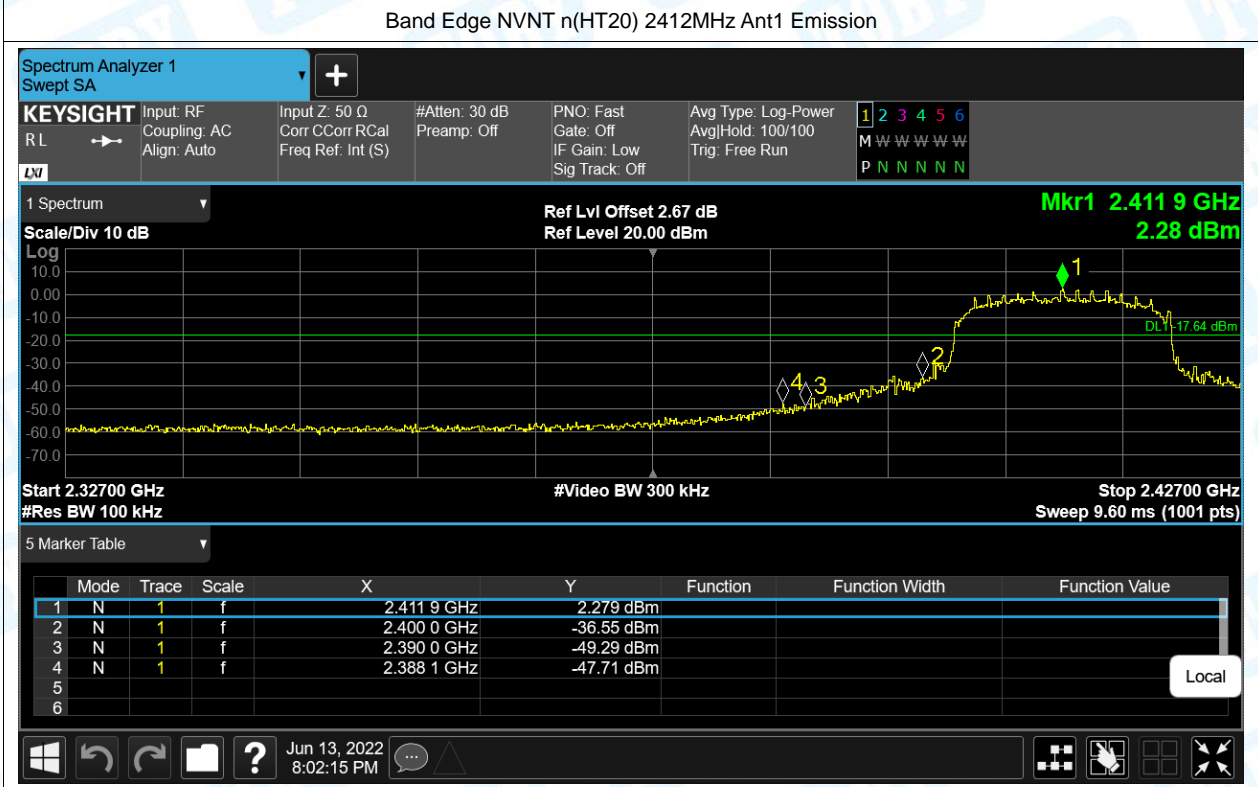 Band Edge NVNT n(HT20) 2412MHz Ant1 Emission
Spectrum Analyzer 1
Swept SA
+
KEYSIGHT Input: RF Input Z: 50 Ω #Atten: 30 dB PNO: Fast Avg Type: Log-Power 1 2 3 4 5 6
R L Coupling: AC Corr CCorr RCal Preamp: Off Gate: Off Avg|Hold: 100/100 M W W W W W
Align: Auto Freq Ref: Int (S) IF Gain: Low Trig: Free Run
LXI Sig Track: Off P N N N N N
1 Spectrum Ref Lvl Offset 2.67 dB Mkr1 2.411 9 GHz
Scale/Div 10 dB Ref Level 20.00 dBm 2.28 dBm
Log
10.0
0.00
-10.0
-20.0
-30.0
-40.0
-50.0
-60.0
-70.0
1
DL1 -17.64 dBm
2
4 3
Start 2.32700 GHz #Video BW 300 kHz Stop 2.42700 GHz
#Res BW 100 kHz Sweep 9.60 ms (1001 pts)
5 Marker Table
Mode Trace Scale X Y Function Function Width Function Value
1 N 1 f 2.411 9 GHz 2.279 dBm
2 N 1 f 2.400 0 GHz -36.55 dBm
3 N 1 f 2.390 0 GHz -49.29 dBm
4 N 1 f 2.388 1 GHz -47.71 dBm
5
6
Local
? Jun 13, 2022
8:02:15 PM